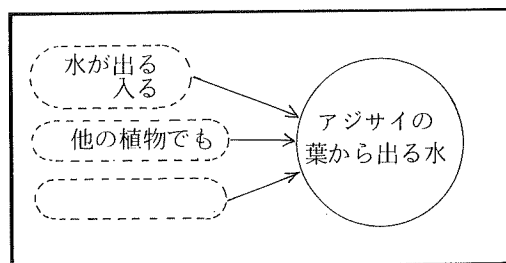 水が出る
入る
他の植物でも
アジサイの
葉から出る水